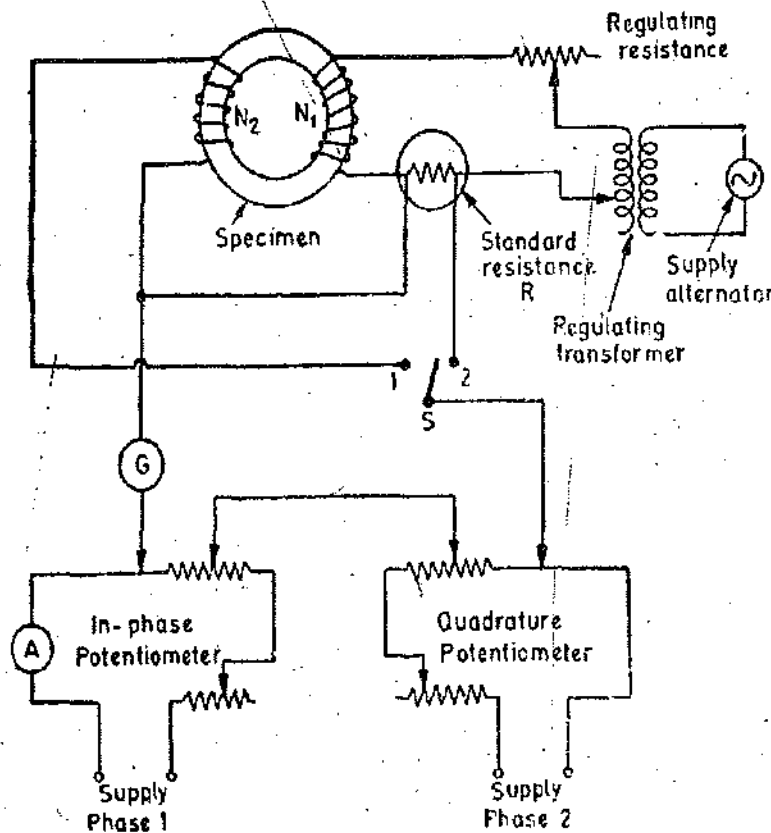 Regulating
resistance
N₂
N₁
Specimen
Standard
resistance
R
Supply
alternator
Regulating
transformer
1
2
S
G
A
In-phase
Potentiometer
Quadrature
Potentiometer
Supply
Phase 1
Supply
Phase 2